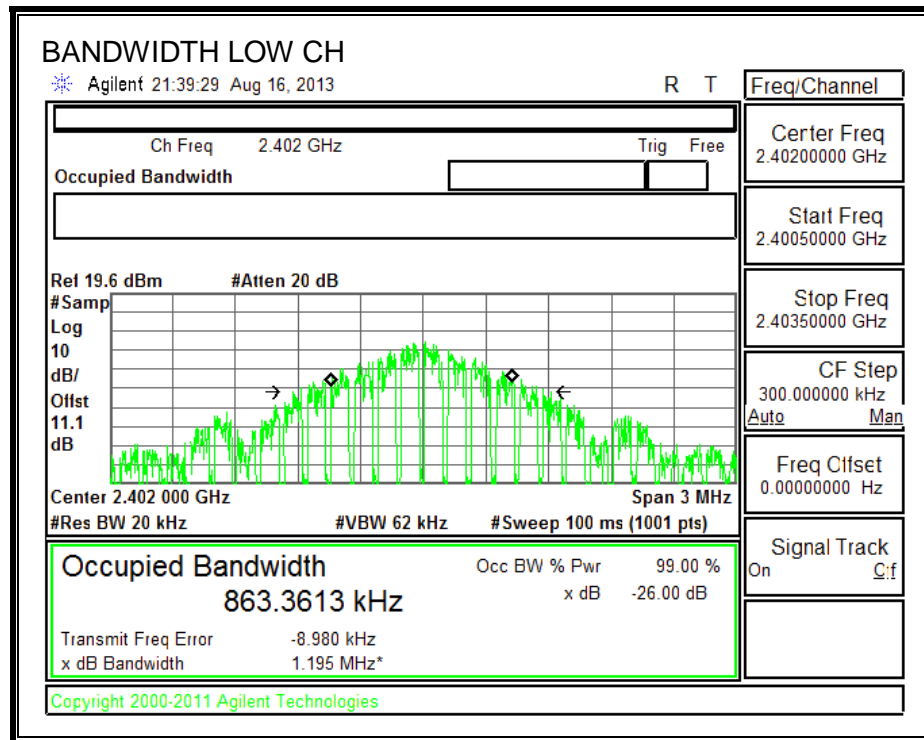 BANDWIDTH LOW CH
Agilent 21:39:29 Aug 16, 2013 R T
Freq/Channel
Ch Freq 2.402 GHz Trig Free
Occupied Bandwidth
Center Freq
2.40200000 GHz
Start Freq
2.40050000 GHz
Stop Freq
2.40350000 GHz
CF Step
300.000000 kHz
Auto Man
Freq Offset
0.00000000 Hz
Signal Track
On Off
Ref 19.6 dBm #Atten 20 dB
#Samp
Log
10
dB/
Offst
11.1
dB
Center 2.402 000 GHz Span 3 MHz
#Res BW 20 kHz #VBW 62 kHz #Sweep 100 ms (1001 pts)
Occupied Bandwidth
863.3613 kHz
Occ BW % Pwr 99.00 %
x dB -26.00 dB
Transmit Freq Error -8.980 kHz
x dB Bandwidth 1.195 MHz*
Copyright 2000-2011 Agilent Technologies